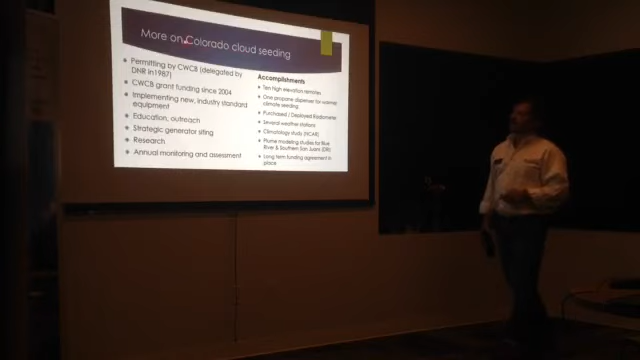 More on Colorado cloud seeding
Permitting by CWCB (delegated by
DNR in1987)
CWCB grant funding since 2004
Implementing new, industry standard
equipment
Education, outreach
Strategic generator siting
Research
Annual monitoring and assessment
Accomplishments
Ten high elevation remotes
One propane dispenser for warmer
climate seeding
Purchased / Deployed Radiometer
Several weather stations
Climatology study (NCAR)
Plume modeling studies for Blue
River & Southern San Juans (DRI)
Long term funding agreement in
place